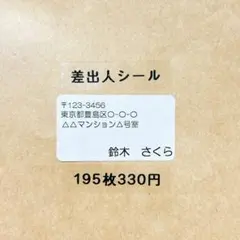 差出人シール
〒123-3456
東京都豊島区〇-〇-〇
△△マンション△号室
鈴木　さくら
195枚330円